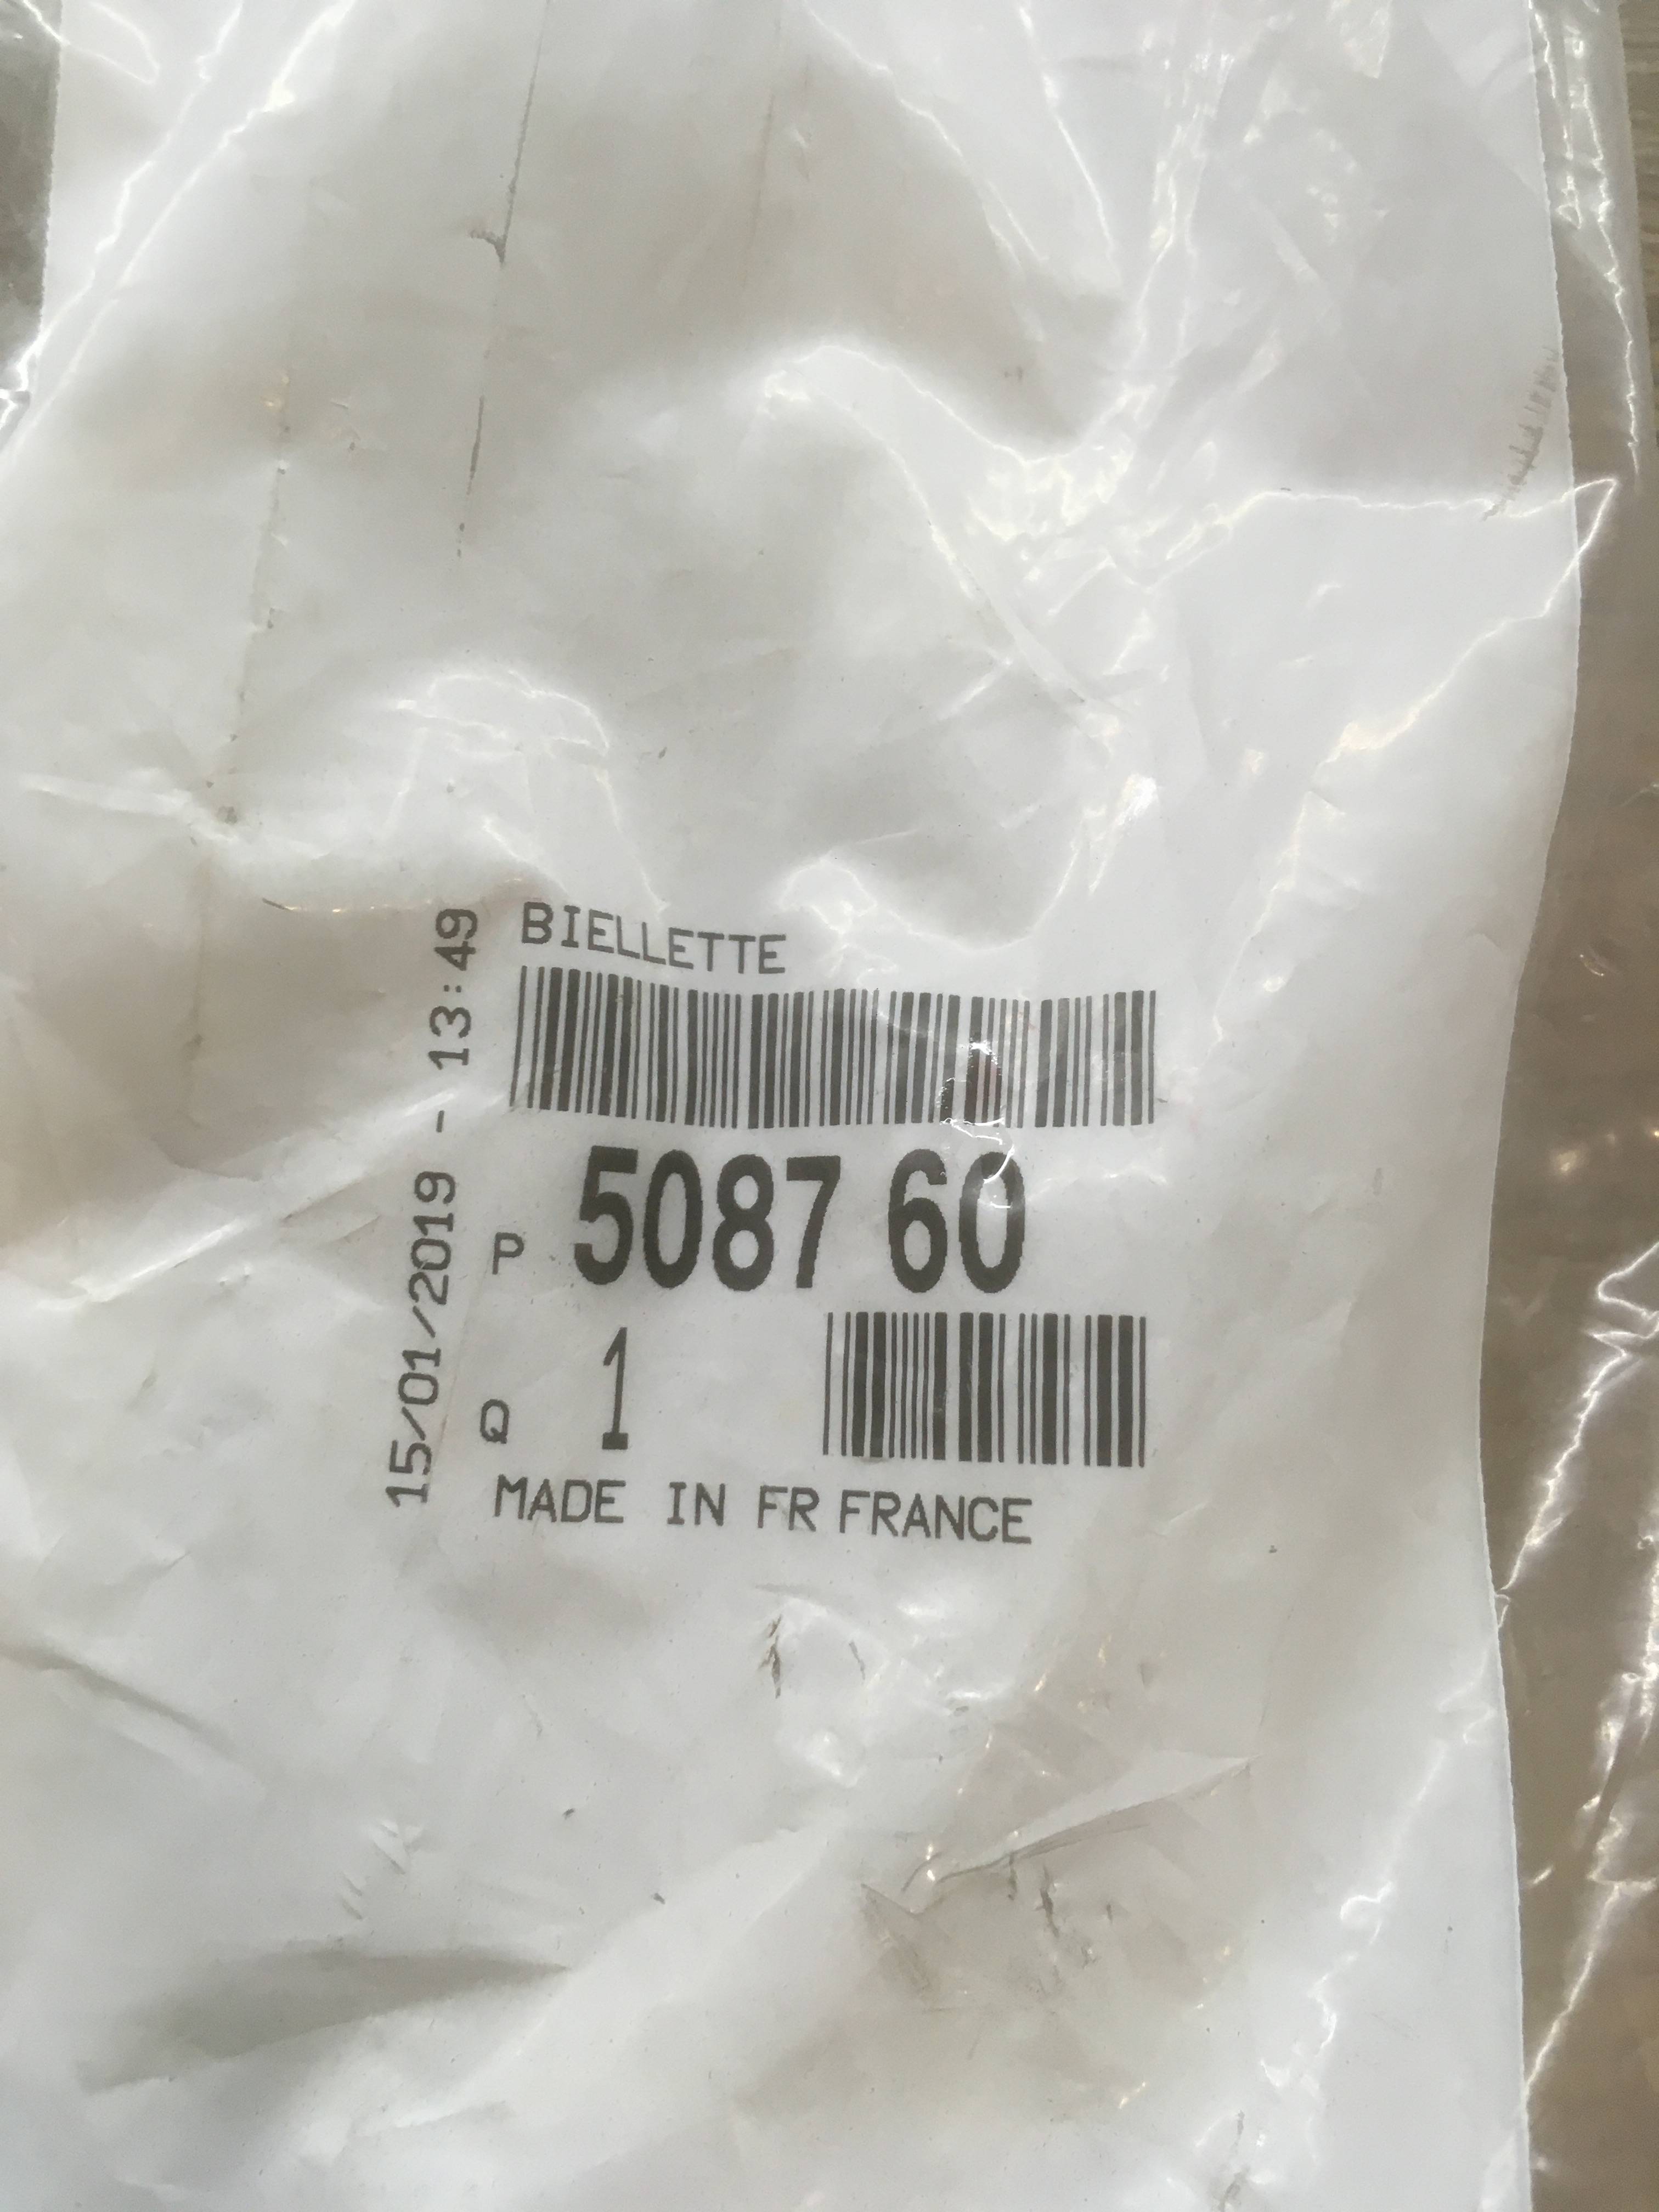 BIELLETTE
P 5087 60
Q 1
MADE IN FR FRANCE
15/01/2019 - 13:49